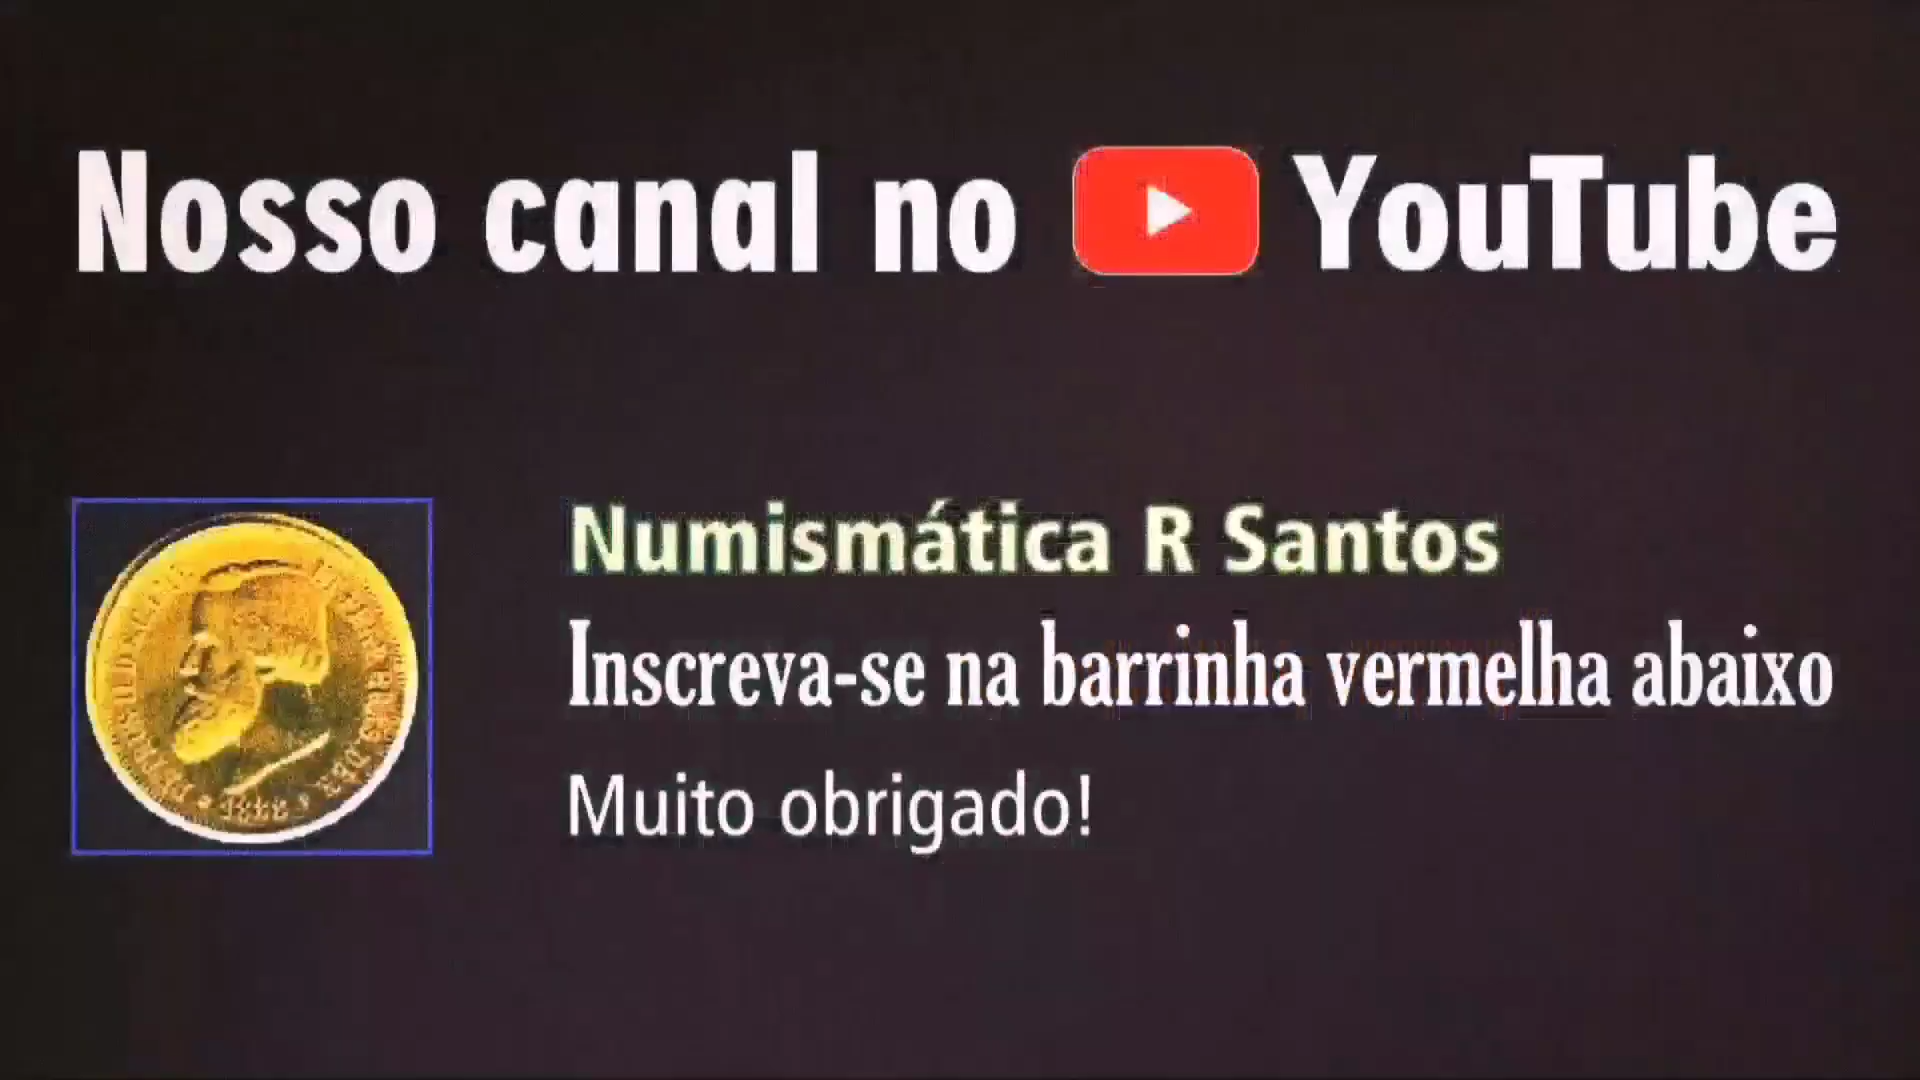 Nosso canal no YouTube
Numismática R Santos
Inscreva-se na barrinha vermelha abaixo
Muito obrigado!